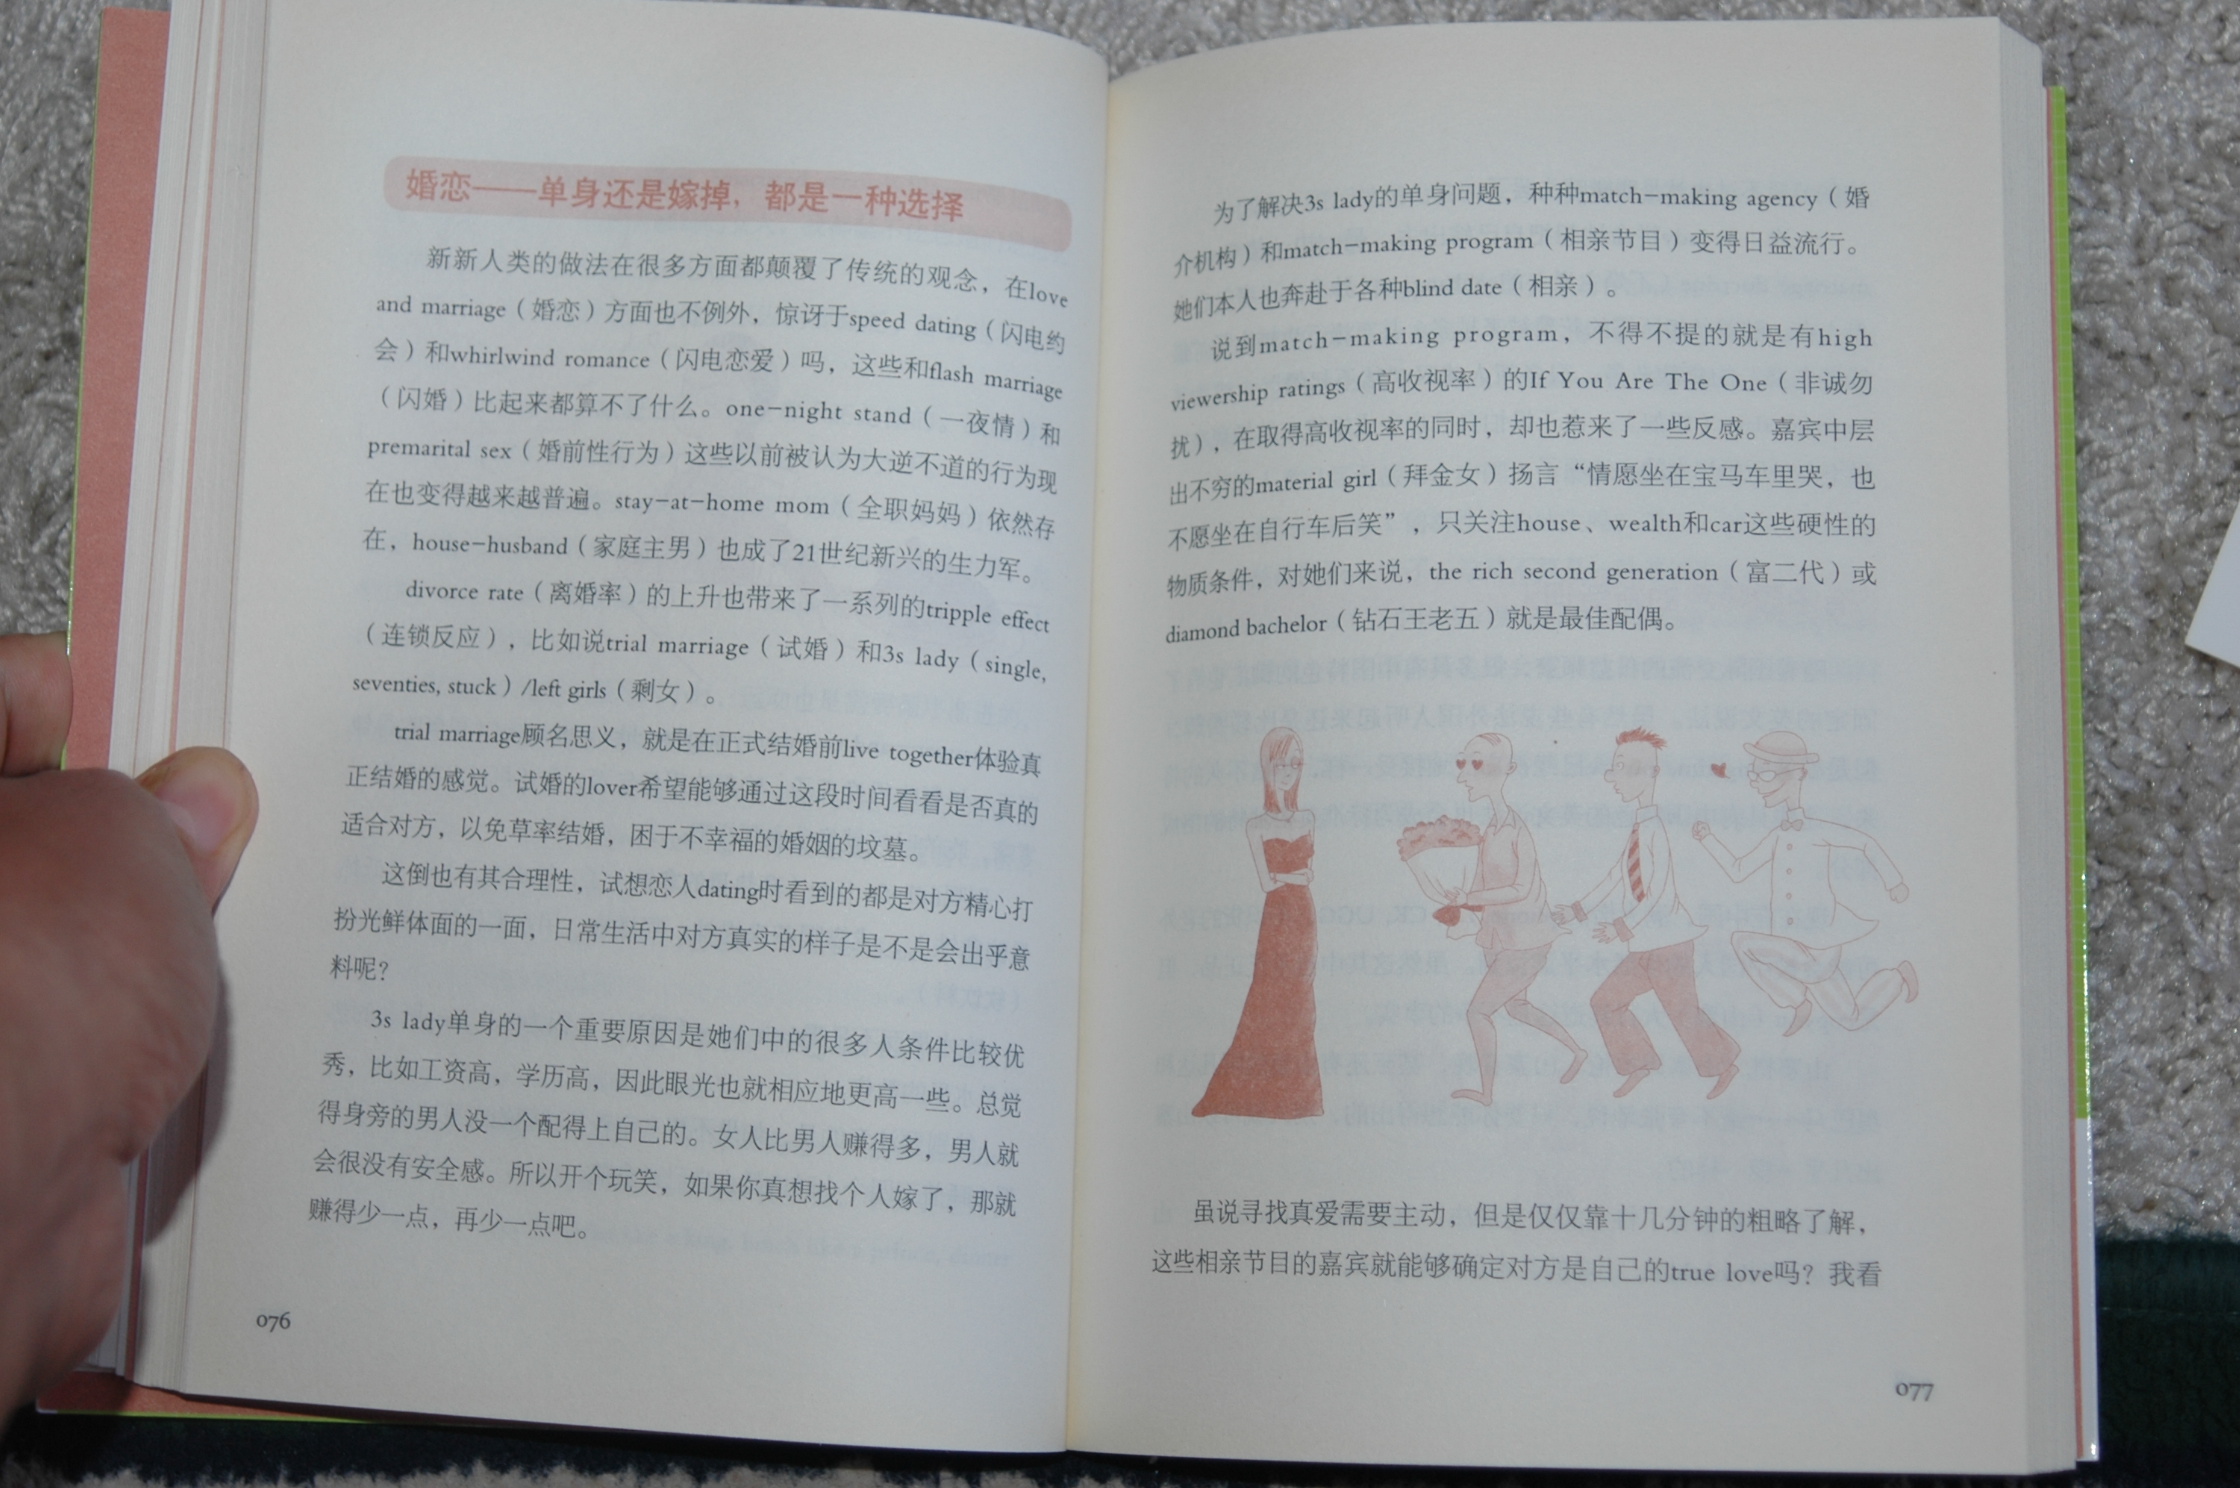 婚恋——单身还是嫁掉，都是一种选择
新新人类的做法在很多方面都颠覆了传统的观念，在love
and marriage（婚恋）方面也不例外，惊讶于speed dating（闪电约
会）和whirlwind romance（闪电恋爱）吗，这些和flash marriage
（闪婚）比起来都算不了什么。one-night stand（一夜情）和
premarital sex（婚前性行为）这些以前被认为大逆不道的行为现
在也变得越来越普遍。stay-at-home mom（全职妈妈）依然存
在，house-husband（家庭主男）也成了21世纪新兴的生力军。
divorce rate（离婚率）的上升也带来了一系列的tripple effect
（连锁反应），比如说trial marriage（试婚）和3s lady（single,
seventies, stuck）/left girls（剩女）。
trial marriage顾名思义，就是在正式结婚前live together体验真
正结婚的感觉。试婚的lover希望能够通过这段时间看看是否真的
适合对方，以免草率结婚，困于不幸福的婚姻的坟墓。
这倒也有其合理性，试想恋人dating时看到的都是对方精心打
扮光鲜体面的一面，日常生活中对方真实的样子是不是会出乎意
料呢？
3s lady单身的一个重要原因是她们中的很多人条件比较优
秀，比如工资高，学历高，因此眼光也就相应地更高一些。总觉
得身旁的男人没一个配得上自己的。女人比男人赚得多，男人就
会很没有安全感。所以开个玩笑，如果你真想找个人嫁了，那就
赚得少一点，再少一点吧。
076
为了解决3s lady的单身问题，种种match-making agency（婚
介机构）和match-making program（相亲节目）变得日益流行。
她们本人也奔赴于各种blind date（相亲）。
说到match-making program，不得不提的就是有high
viewership ratings（高收视率）的If You Are The One（非诚勿
扰），在取得高收视率的同时，却也惹来了一些反感。嘉宾中层
出不穷的material girl（拜金女）扬言“情愿坐在宝马车里哭，也
不愿坐在自行车后笑”，只关注house、wealth和car这些硬性的
物质条件，对她们来说，the rich second generation（富二代）或
diamond bachelor（钻石王老五）就是最佳配偶。
虽说寻找真爱需要主动，但是仅仅靠十几分钟的粗略了解，
这些相亲节目的嘉宾就能够确定对方是自己的true love吗？我看
077